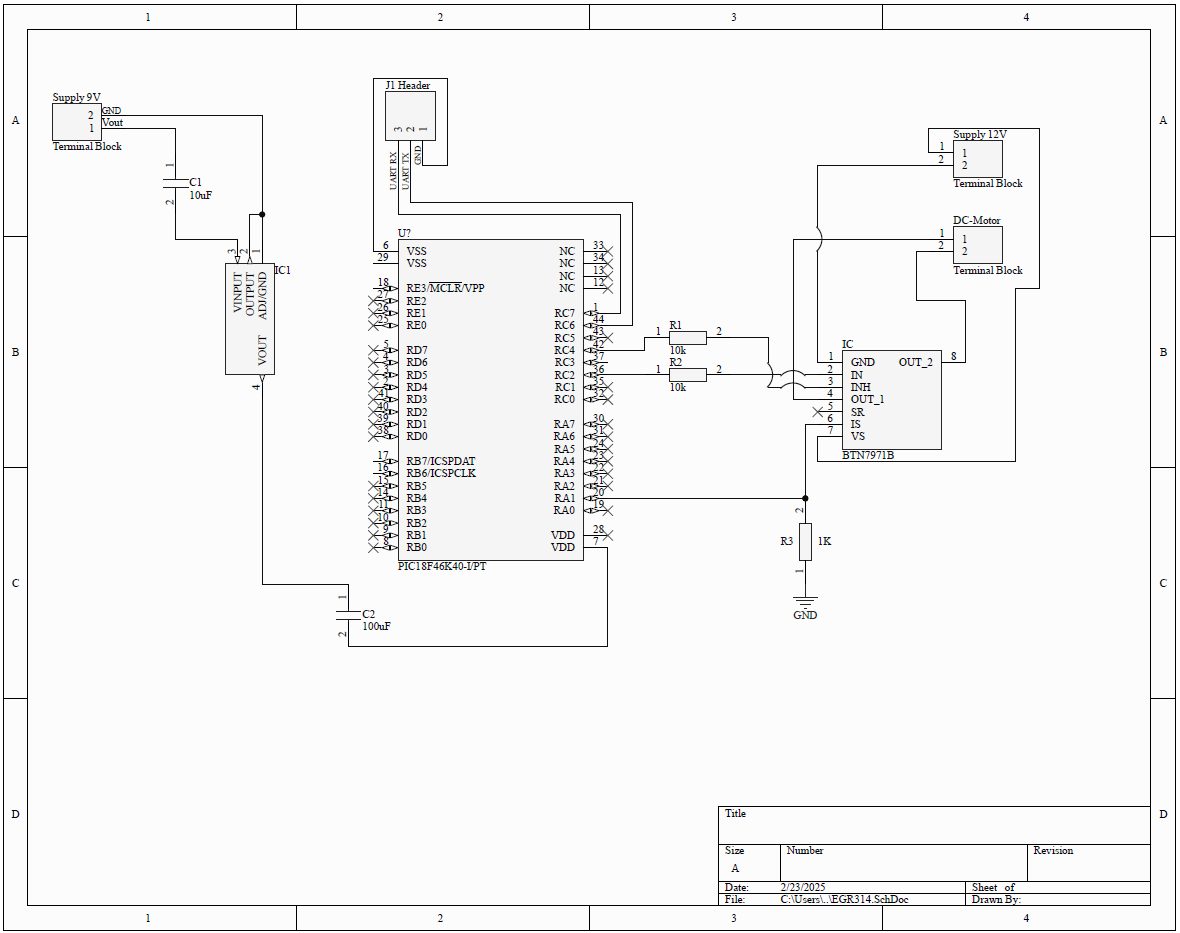 1 2 3 4
A A
B B
C C
D D
1 2 3 4
Supply 9V
GND
2
Vout
1
Terminal Block
1
C1
10uF
2
3 2 1
IC1
VINPUT
OUTPUT
ADJ/GND
VOUT
4
1
C2
100uF
2
J1 Header
3 2 1
UART RX
UART TX
GND
U?
6 VSS
29 VSS
18 RE3/MCLR/VPP
27 RE2
26 RE1
25 RE0
5 RD7
4 RD6
3 RD5
2 RD4
41 RD3
40 RD2
39 RD1
38 RD0
17 RB7/ICSPDAT
16 RB6/ICSPCLK
15 RB5
14 RB4
11 RB3
10 RB2
9 RB1
8 RB0
NC 33
NC 34
NC 13
NC 12
RC7 1
RC6 44
RC5 43
RC4 42
RC3 37
RC2 36
RC1 35
RC0 32
RA7 30
RA6 31
RA5 24
RA4 23
RA3 22
RA2 21
RA1 20
RA0 19
VDD 28
VDD 7
PIC18F46K40-I/PT
R1
1 2
10k
R2
1 2
10k
Supply 12V
1 1
2 2
Terminal Block
DC-Motor
1 1
2 2
Terminal Block
IC
1 GND OUT_2 8
2 IN
3 INH
4 OUT_1
5 SR
6 IS
7 VS
BTN7971B
2
R3 1K
1
GND
Title
Size Number Revision
A
Date: 2/23/2025 Sheet of
File: C:\Users\..\EGR314.SchDoc Drawn By: